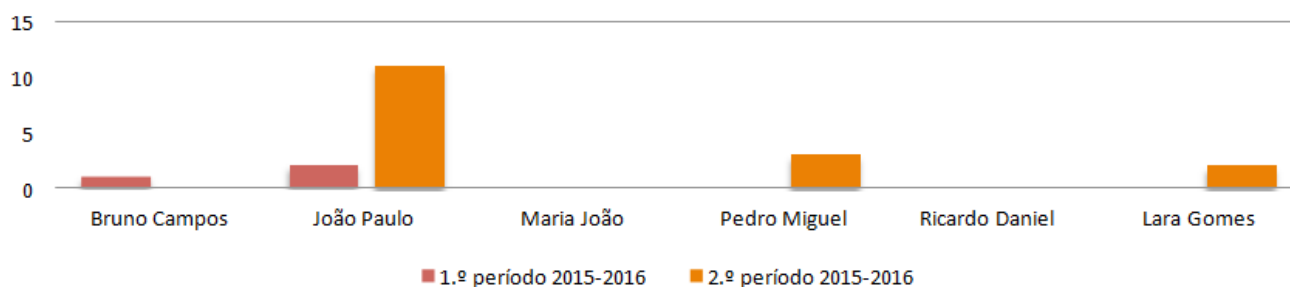 15
10
5
0
Bruno Campos João Paulo Maria João Pedro Miguel Ricardo Daniel Lara Gomes
1.º período 2015-2016 2.º período 2015-2016